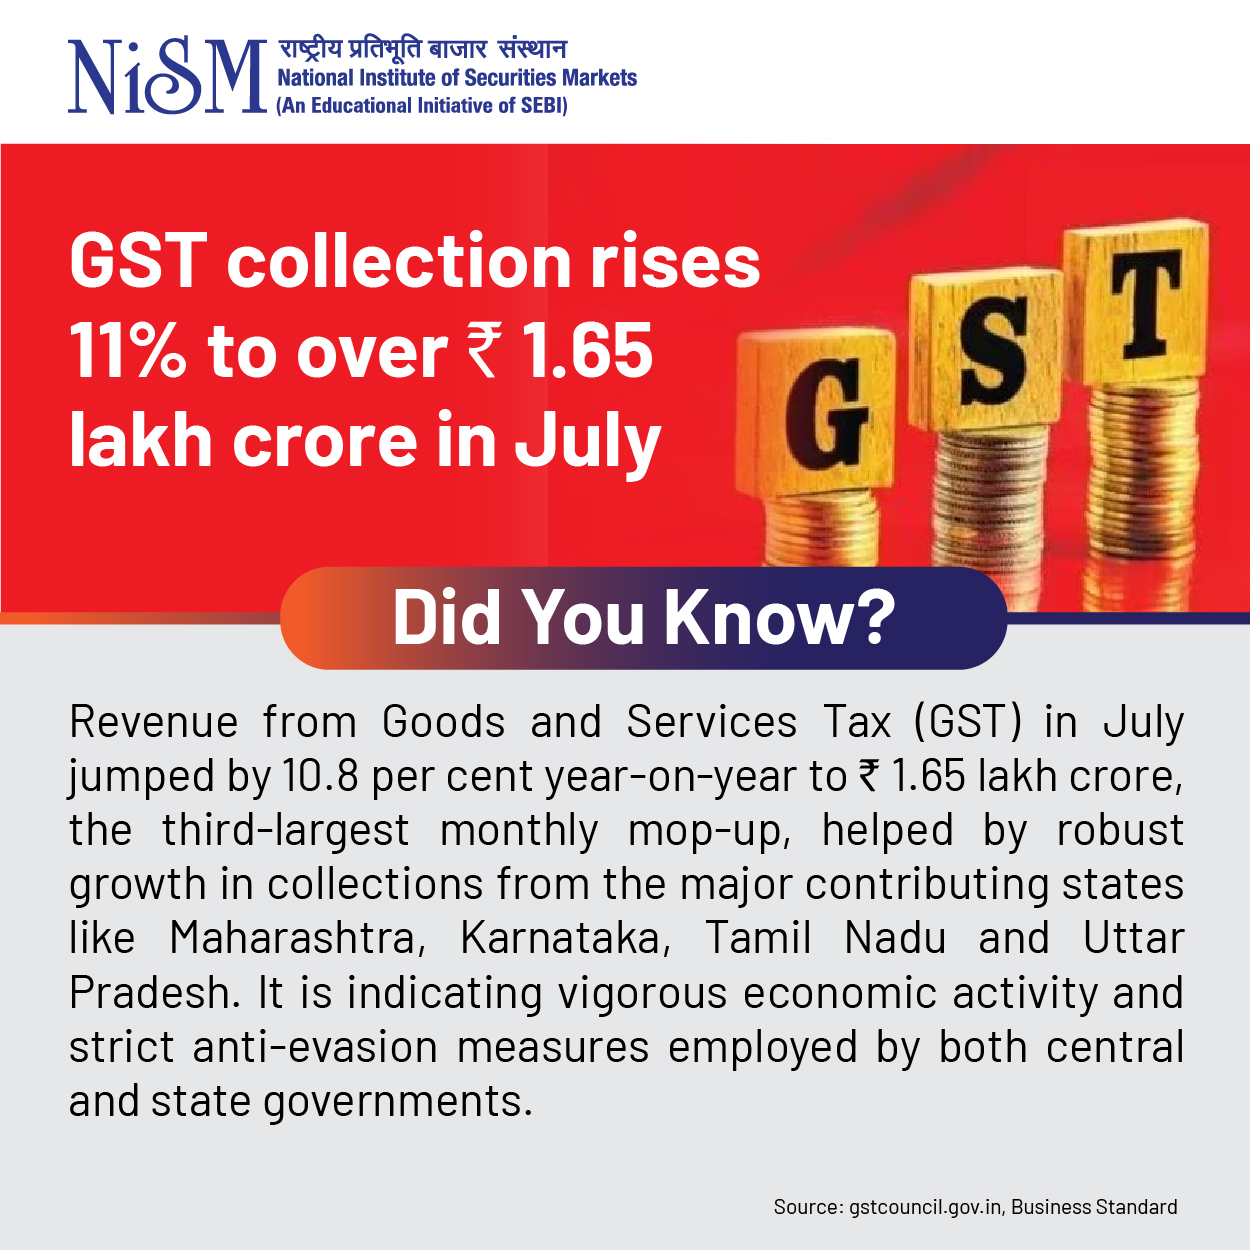 NiSM
राष्ट्रीय प्रतिभूति बाजार संस्थान
National Institute of Securities Markets
(An Educational Initiative of SEBI)
GST collection rises
11% to over ₹ 1.65
lakh crore in July
G S T
Did You Know?
Revenue from Goods and Services Tax (GST) in July
jumped by 10.8 per cent year-on-year to ₹ 1.65 lakh crore,
the third-largest monthly mop-up, helped by robust
growth in collections from the major contributing states
like Maharashtra, Karnataka, Tamil Nadu and Uttar
Pradesh. It is indicating vigorous economic activity and
strict anti-evasion measures employed by both central
and state governments.
Source: gstcouncil.gov.in, Business Standard